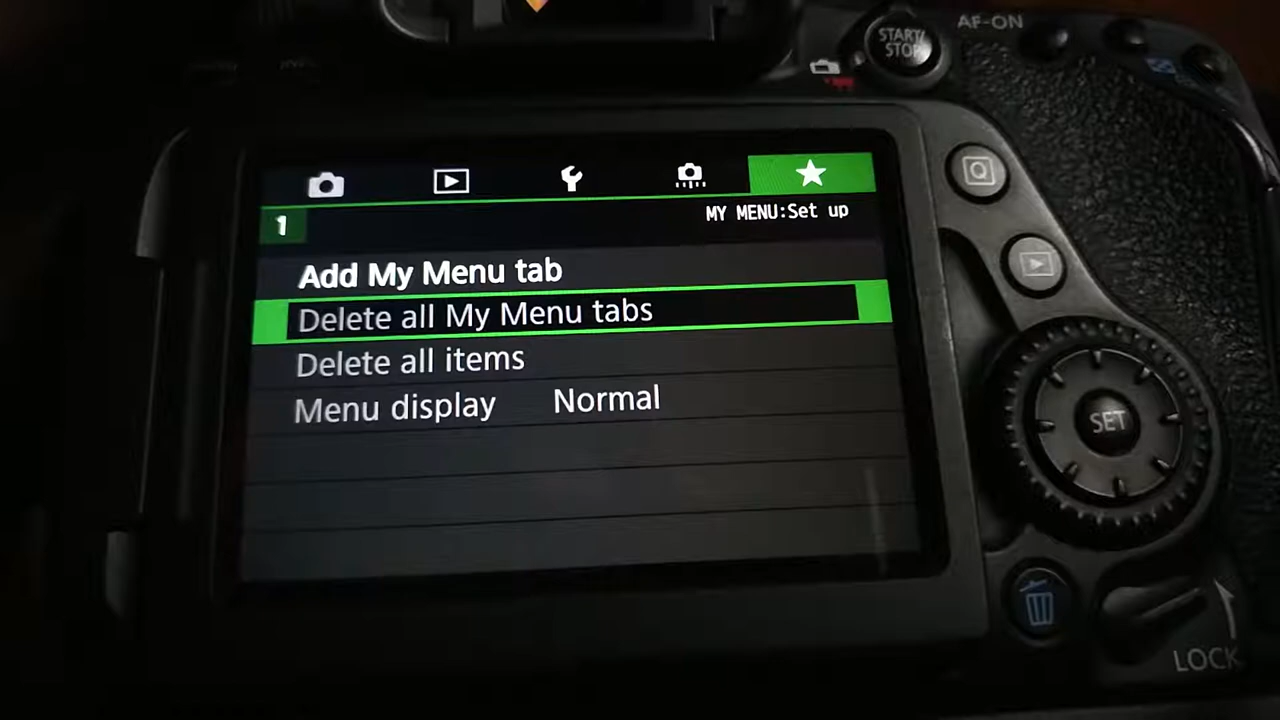 START/
STOP
AF-ON
Q
1
MY MENU:Set up
Add My Menu tab
Delete all My Menu tabs
Delete all items
Menu display Normal
SET
LOCK